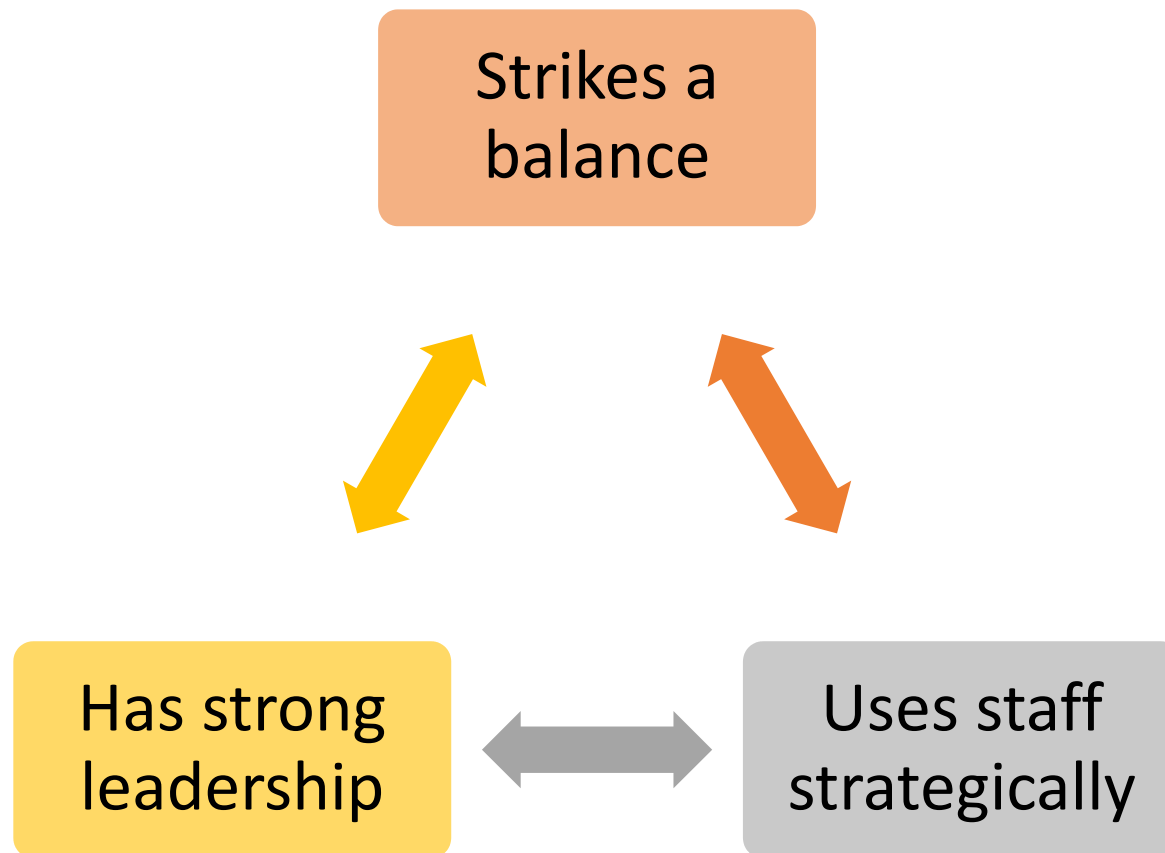 Strikes a
balance
Has strong
leadership
Uses staff
strategically